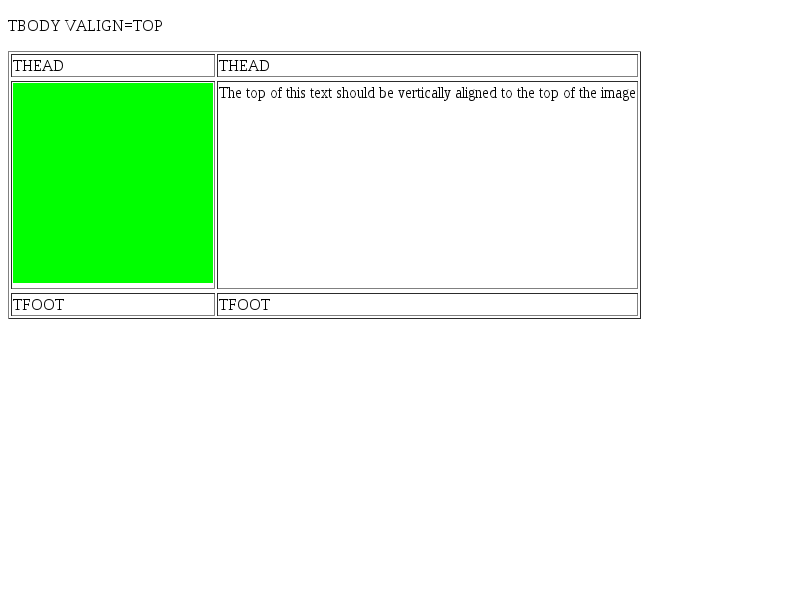 TBODY VALIGN=TOP
THEAD THEAD
The top of this text should be vertically aligned to the top of the image
TFOOT TFOOT